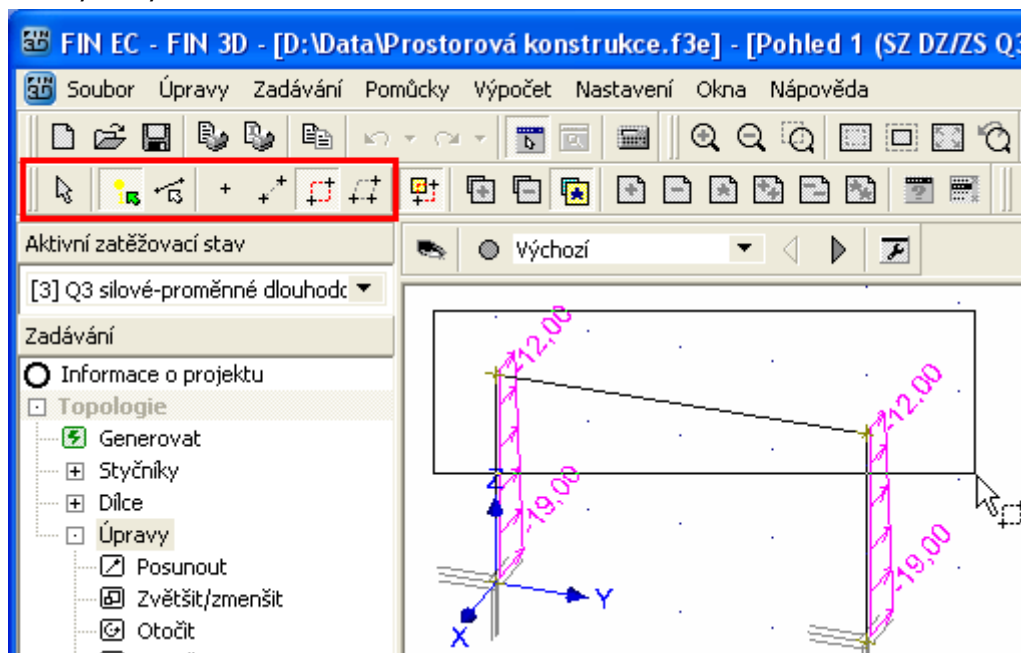 FIN EC - FIN 3D - [D:\Data\Prostorová konstrukce.f3e] - [Pohled 1 (SZ DZ/ZS Q3
Soubor Úpravy Zadávání Pomůcky Výpočet Nastavení Okna Nápověda
Aktivní zatěžovací stav
Výchozí
[3] Q3 silové-proměnné dlouhodo
Zadávání
Informace o projektu
Topologie
Generovat
Styčníky
Dílce
Úpravy
Posunout
Zvětšit/zmenšit
Otočit
-12,00
-12,00
-19,00
-19,00
Z
Y
X